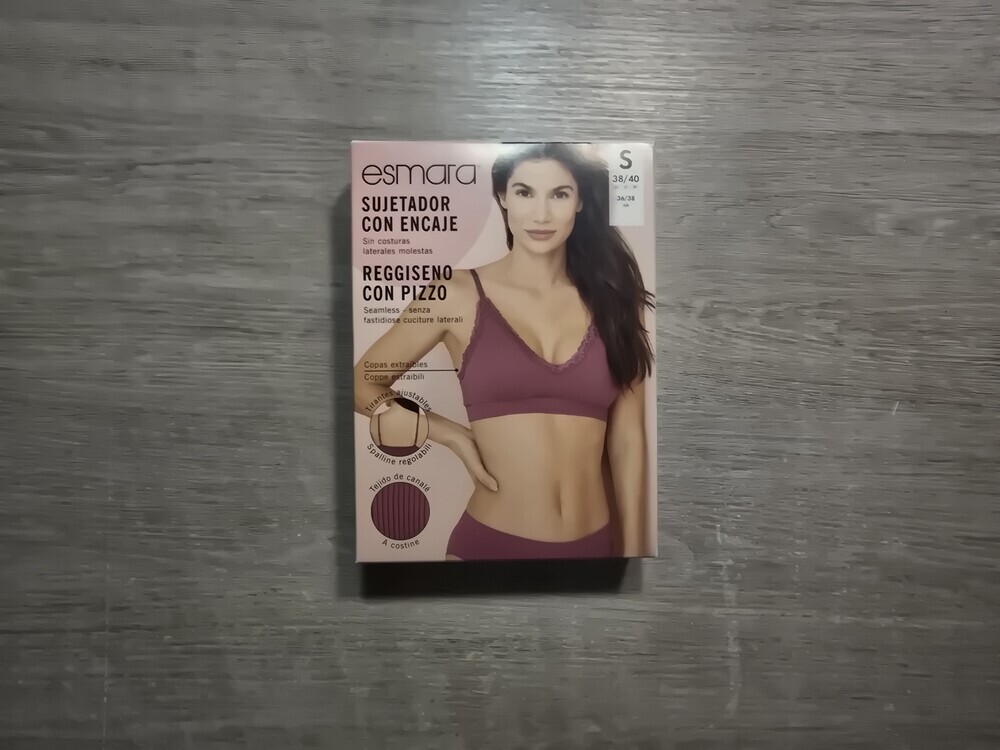 esmara
SUJETADOR
CON ENCAJE
Sin costuras
laterales molestas
REGGISENO
CON PIZZO
Seamless - senza
fastidiose cuciture laterali
Copas extraíbles
Coppe estraibili
Tirantes ajustables
Spalline regolabili
Tejido de canalé
A costine
S
38/40
36/38